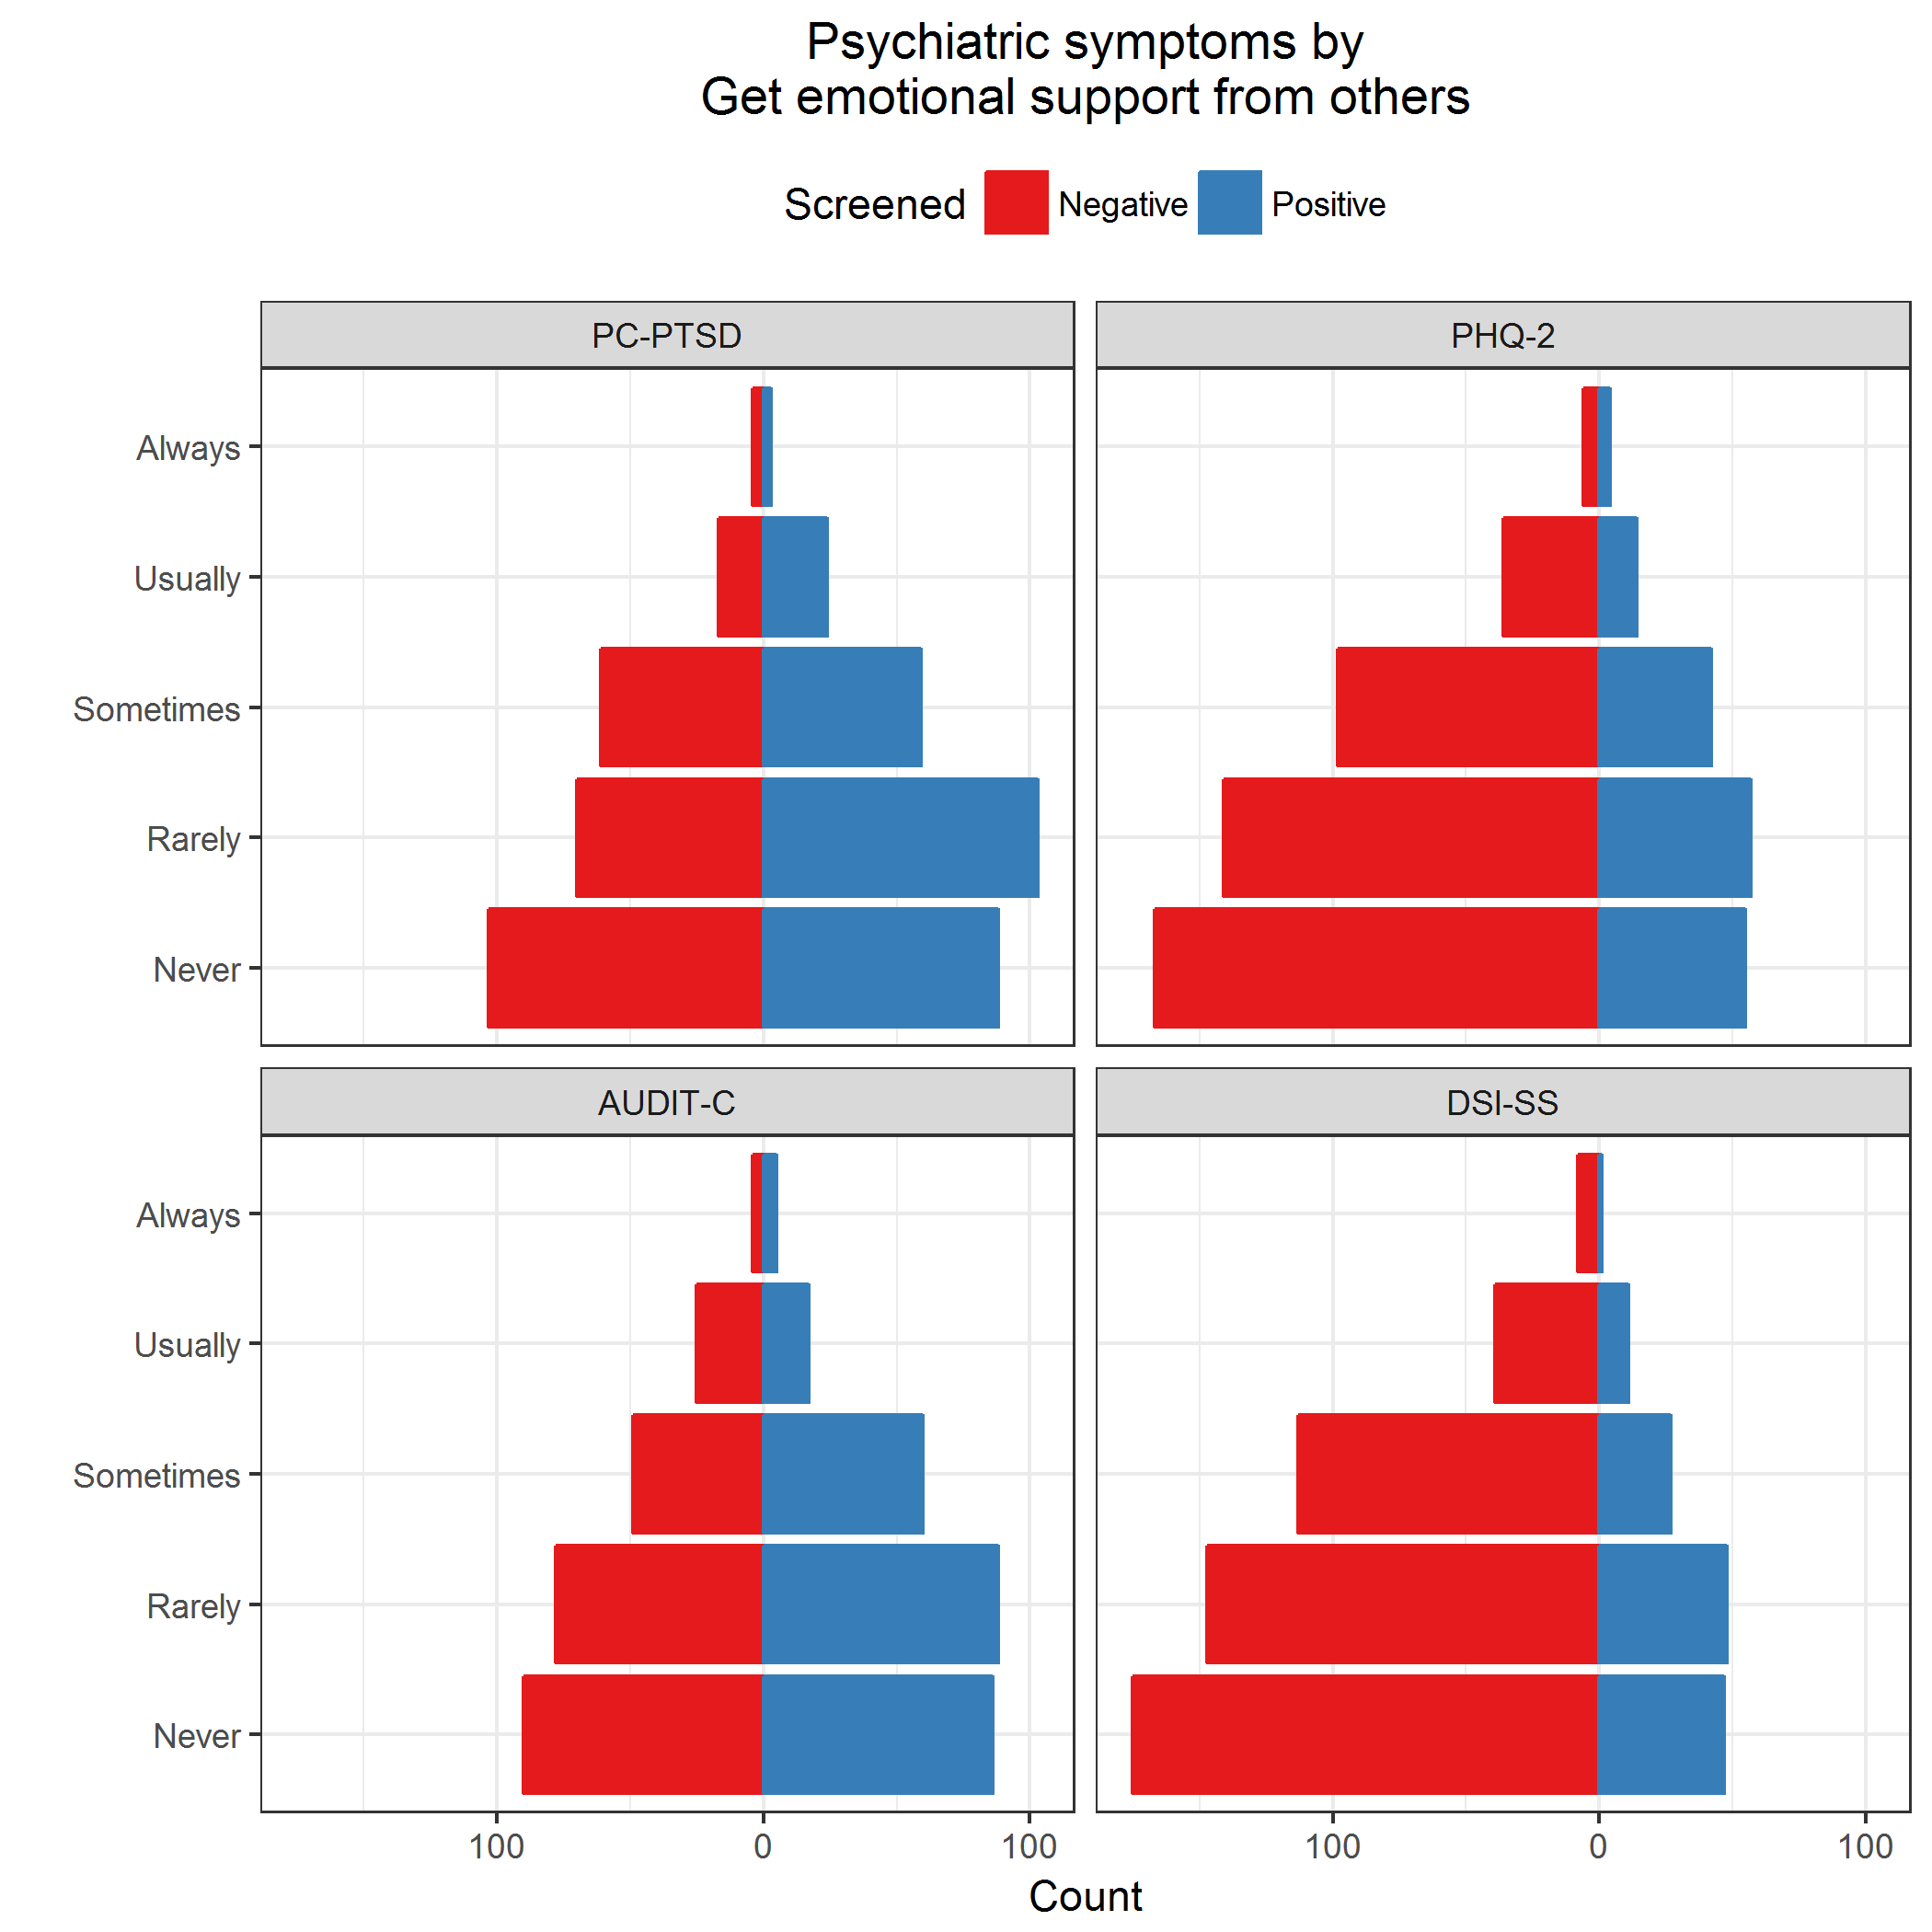 Psychiatric symptoms by
Get emotional support from others
Screened Negative Positive
PC-PTSD PHQ-2
Always
Usually
Sometimes
Rarely
Never
AUDIT-C DSI-SS
Always
Usually
Sometimes
Rarely
Never
100 0 100 100 0 100
Count